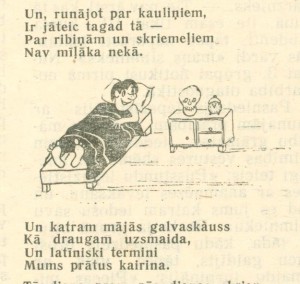 Un, runājot par kauliņiem,
Ir jāteic tagad tā —
Par ribiņām un skriemeļiem
Nav mīļāka nekā.
Un katram mājās galvaskàuss
Kā draugam uzsmaida,
Un latīniski termini
Mums prātus kairina.